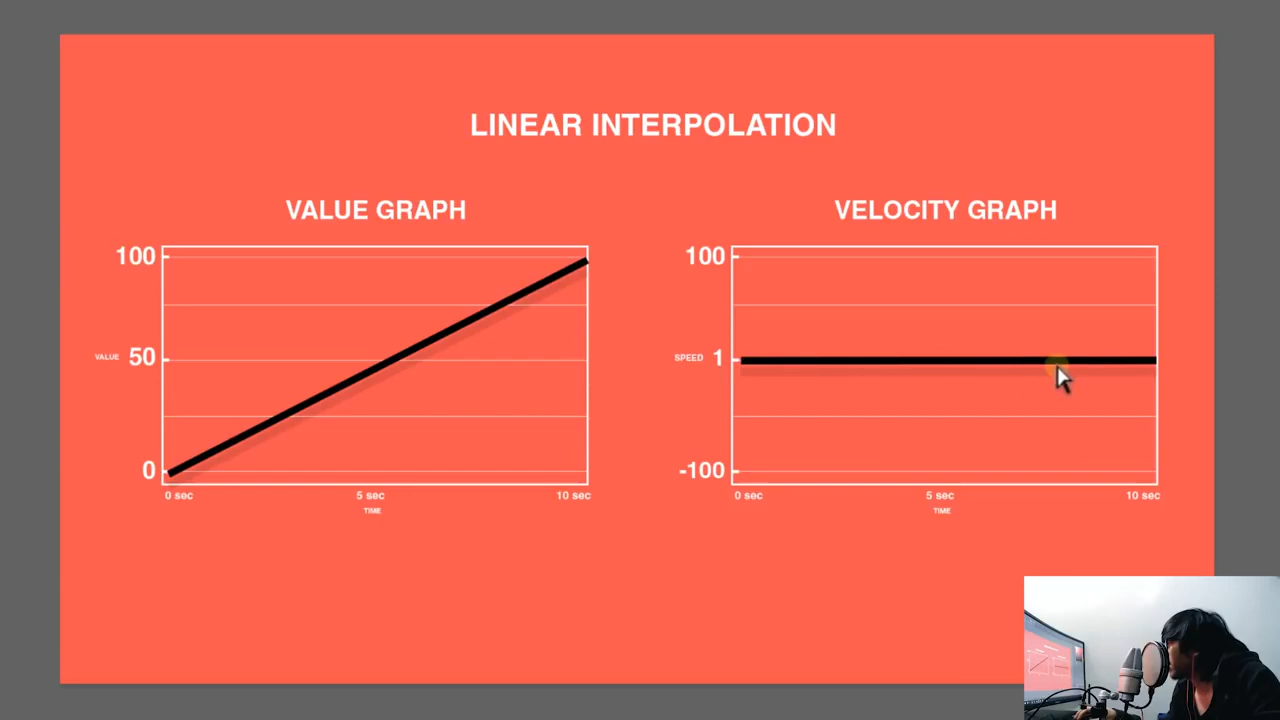 LINEAR INTERPOLATION
VALUE GRAPH
100
VALUE 50
0
0 sec 5 sec 10 sec
TIME
VELOCITY GRAPH
100
SPEED 1
-100
0 sec 5 sec 10 sec
TIME